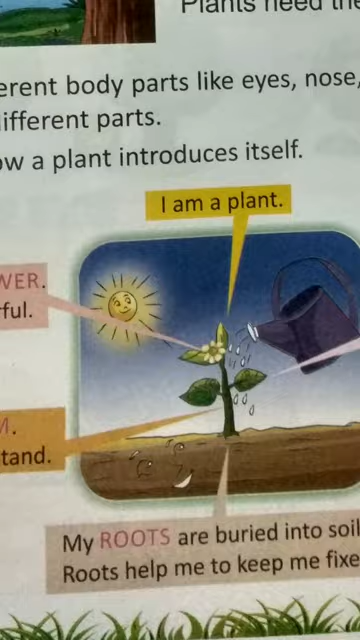 Plants need the
erent body parts like eyes, nose,
ifferent parts.
ow a plant introduces itself.
I am a plant.
WER.
ful.
M.
tand.
My ROOTS are buried into soil
Roots help me to keep me fixe